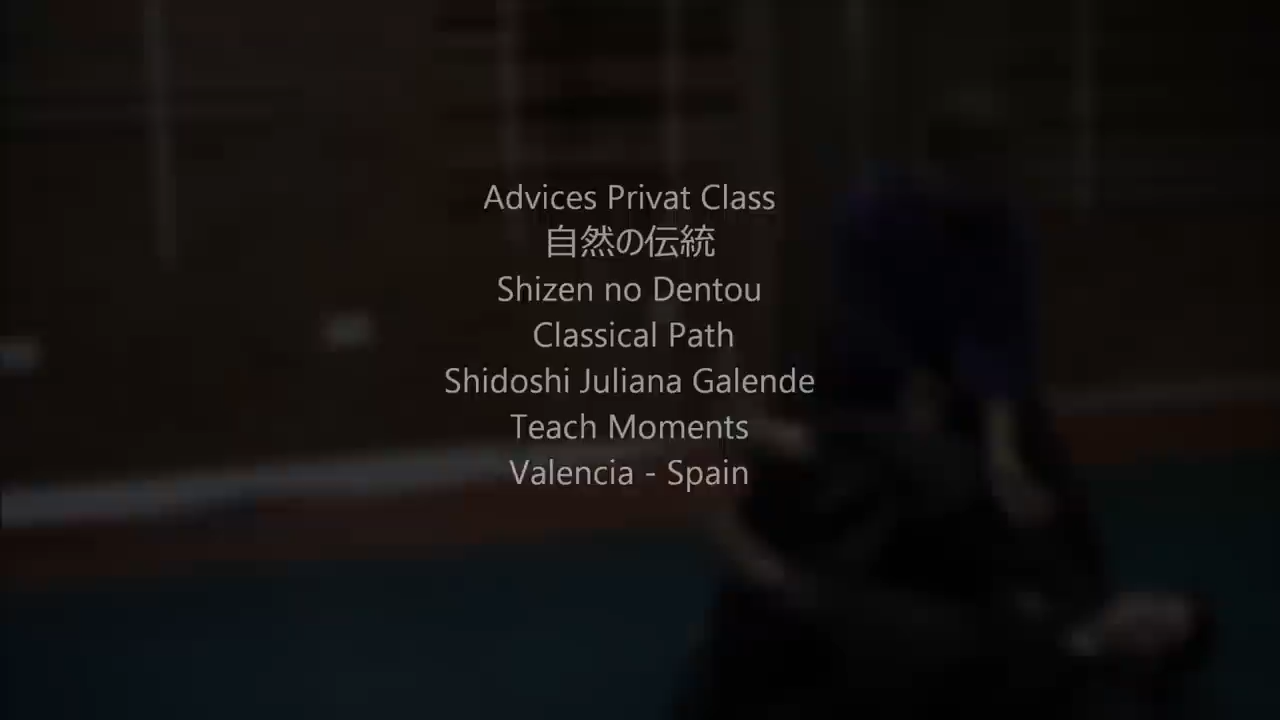 Advices Privat Class
自然の伝統
Shizen no Dentou
Classical Path
Shidoshi Juliana Galende
Teach Moments
Valencia - Spain